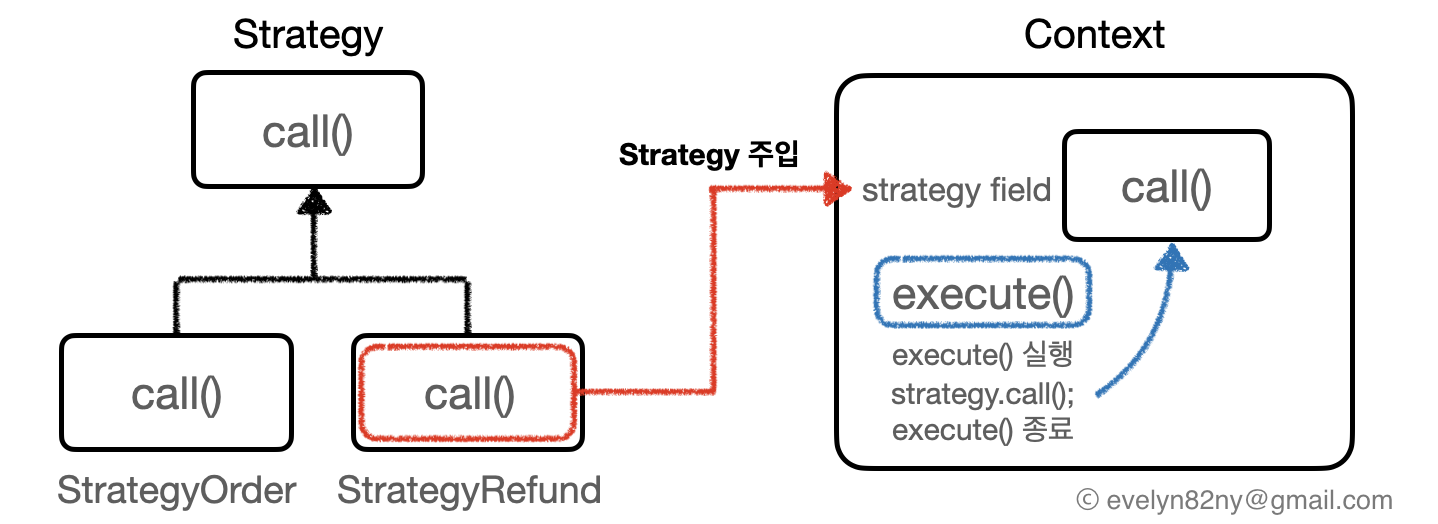 Strategy
call()
call()
StrategyOrder
call()
StrategyRefund
Strategy 주입
Context
strategy field
call()
execute()
execute() 실행
strategy.call();
execute() 종료
© evelyn82ny@gmail.com